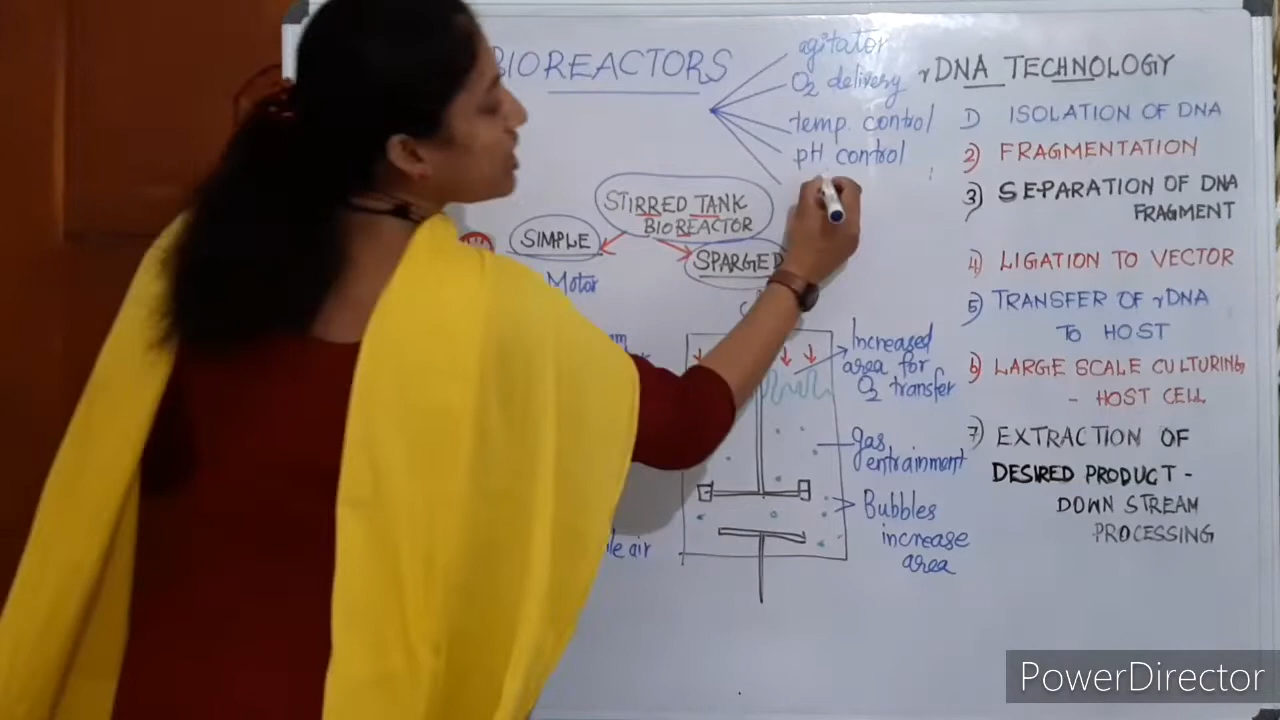 BIOREACTORS
agitator
O2 delivery
temp. control
pH control
STIRRED TANK
BIOREACTOR
SIMPLE
SPARGED
Motor
Increased
area for
O2 transfer
gas
entrainment
Bubbles
increase
area
rDNA TECHNOLOGY
1) ISOLATION OF DNA
2) FRAGMENTATION
3) SEPARATION OF DNA
FRAGMENT
4) LIGATION TO VECTOR
5) TRANSFER OF rDNA
TO HOST
6) LARGE SCALE CULTURING
- HOST CELL
7) EXTRACTION OF
DESIRED PRODUCT -
DOWN STREAM
PROCESSING
PowerDirector